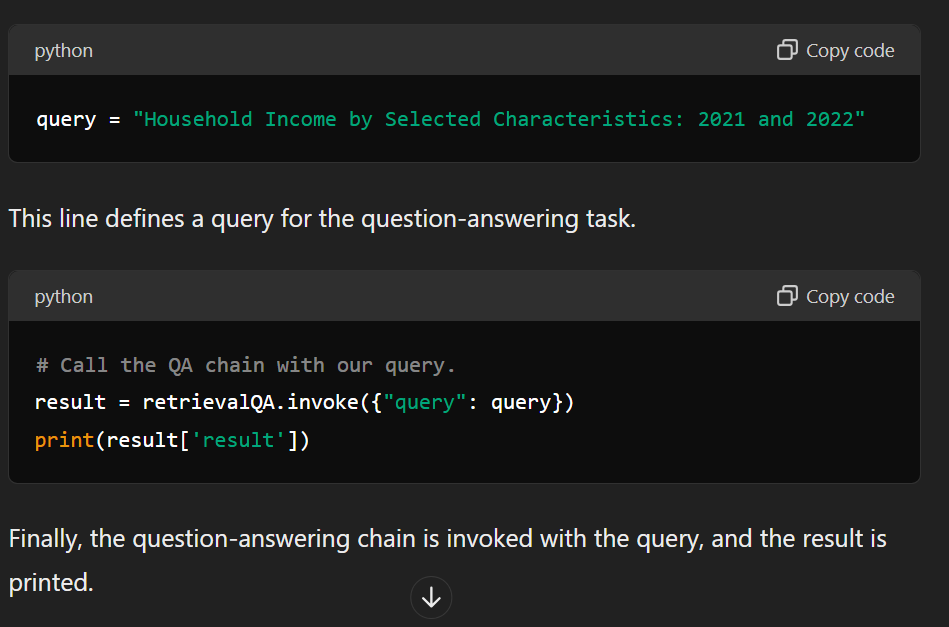 python
Copy code
query = "Household Income by Selected Characteristics: 2021 and 2022"
This line defines a query for the question-answering task.
python
Copy code
# Call the QA chain with our query.
result = retrievalQA.invoke({"query": query})
print(result['result'])
Finally, the question-answering chain is invoked with the query, and the result is
printed.